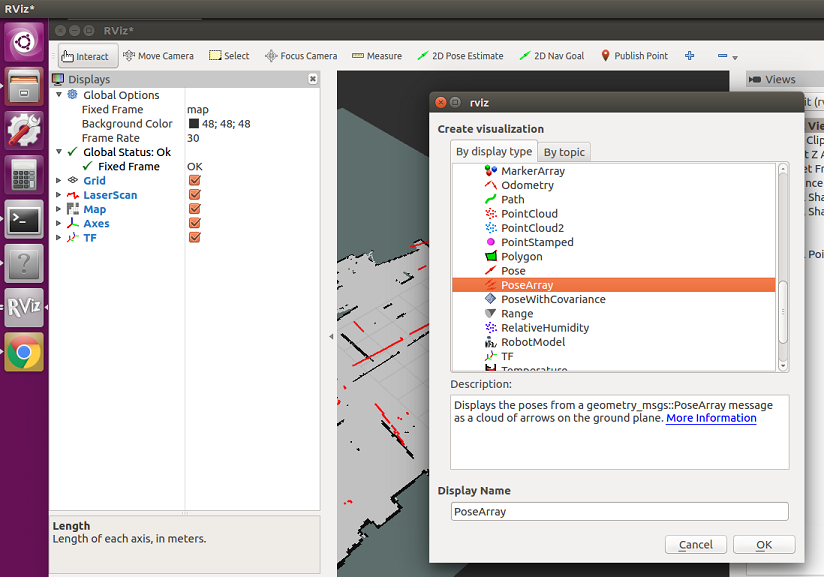 RViz*
RViz*
Interact Move Camera Select Focus Camera Measure 2D Pose Estimate 2D Nav Goal Publish Point
Displays
Global Options
Fixed Frame map
Background Color 48; 48; 48
Frame Rate 30
Global Status: Ok
Fixed Frame OK
Grid
LaserScan
Map
Axes
TF
Length
Length of each axis, in meters.
RViz
rviz
Create visualization
By display type By topic
MarkerArray
Odometry
Path
PointCloud
PointCloud2
PointStamped
Polygon
Pose
PoseArray
PoseWithCovariance
Range
RelativeHumidity
RobotModel
TF
Temperature
Description:
Displays the poses from a geometry_msgs::PoseArray message
as a cloud of arrows on the ground plane. More Information
Display Name
PoseArray
Cancel OK
Views